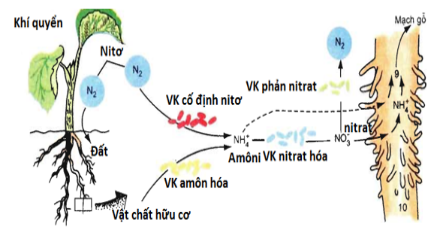 Khí quyển
Nitơ
N₂
N₂
VK cố định nitơ
Đất
VK amôn hóa
Vật chất hữu cơ
NH₄⁺
Amôni
VK nitrat hóa
N₂
VK phản nitrat
NO₃⁻
nitrat
Mạch gỗ
9
NH₄⁺
10